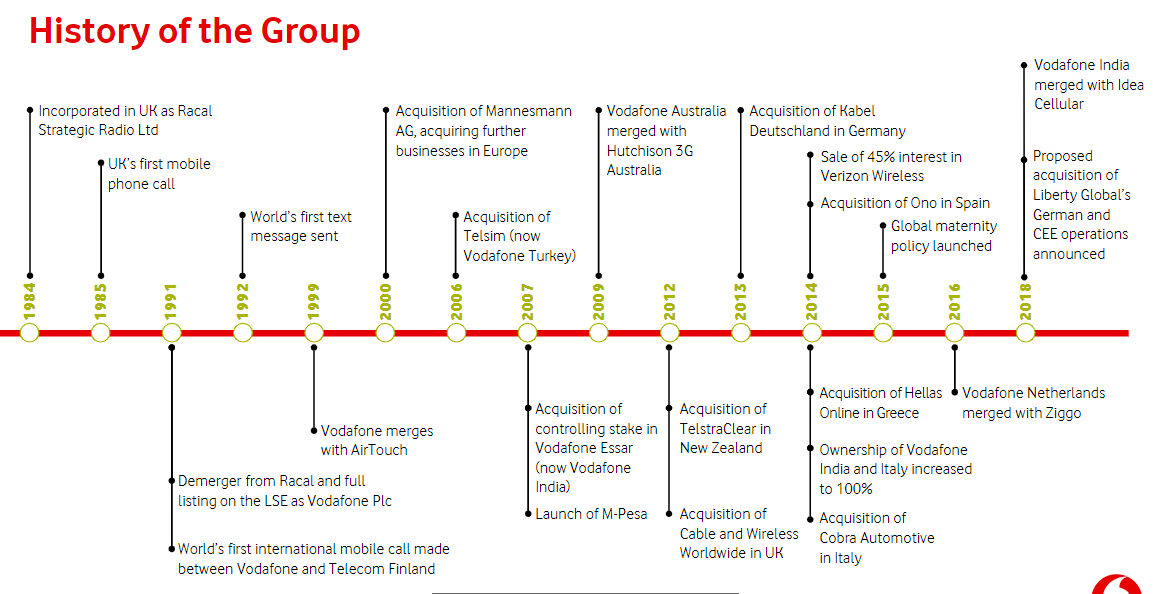 History of the Group
Incorporated in UK as Racal
Strategic Radio Ltd
UK's first mobile
phone call
World's first text
message sent
Acquisition of Mannesmann
AG, acquiring further
businesses in Europe
Acquisition of
Telsim (now
Vodafone Turkey)
Vodafone Australia
merged with
Hutchison 3G
Australia
Acquisition of Kabel
Deutschland in Germany
Sale of 45% interest in
Verizon Wireless
Acquisition of Ono in Spain
Global maternity
policy launched
Vodafone India
merged with Idea
Cellular
Proposed
acquisition of
Liberty Global's
German and
CEE operations
announced
1984
1985
1991
1992
1999
2000
2006
2007
2009
2012
2013
2014
2015
2016
2018
Demerger from Racal and full
listing on the LSE as Vodafone Plc
World's first international mobile call made
between Vodafone and Telecom Finland
Vodafone merges
with AirTouch
Acquisition of
controlling stake in
Vodafone Essar
(now Vodafone
India)
Launch of M-Pesa
Acquisition of
TelstraClear in
New Zealand
Acquisition of
Cable and Wireless
Worldwide in UK
Acquisition of Hellas
Online in Greece
Ownership of Vodafone
India and Italy increased
to 100%
Acquisition of
Cobra Automotive
in Italy
Vodafone Netherlands
merged with Ziggo